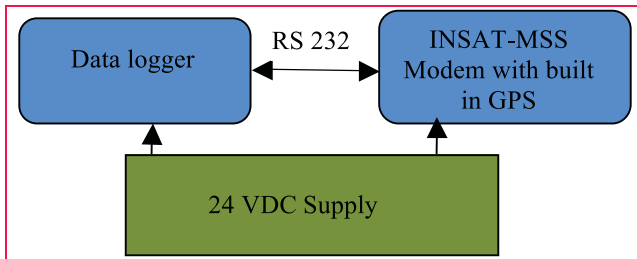 Data logger
RS 232
INSAT-MSS
Modem with built
in GPS
24 VDC Supply